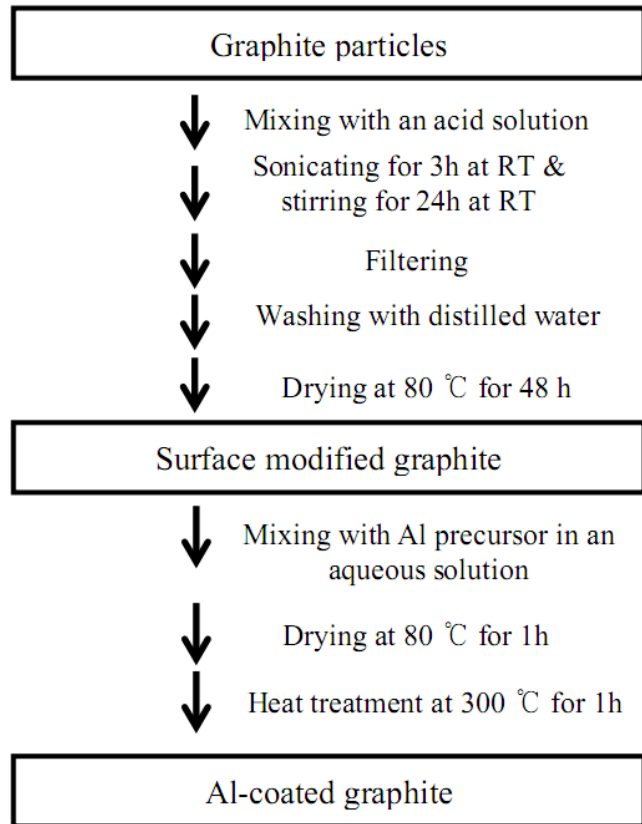 Graphite particles
Mixing with an acid solution
Sonicating for 3h at RT &
stirring for 24h at RT
Filtering
Washing with distilled water
Drying at 80 ℃ for 48 h
Surface modified graphite
Mixing with Al precursor in an
aqueous solution
Drying at 80 ℃ for 1h
Heat treatment at 300 ℃ for 1h
Al-coated graphite